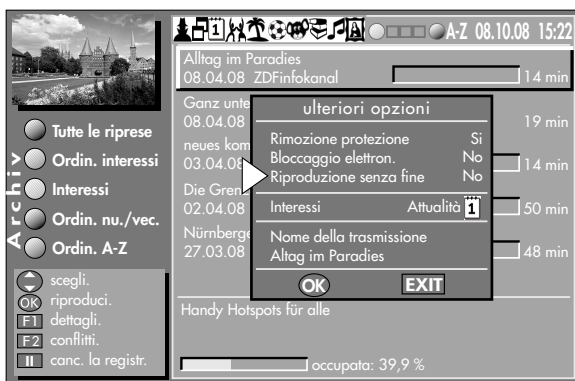 A-Z 08.10.08 15:22
Alltag im Paradies
08.04.08 ZDFinfokanal 14 min
Ganz unte
08.04.08 19 min
neues kom
03.04.08 14 min
Die Gren
02.04.08 50 min
Nürnberge
27.03.08 48 min
ulteriori opzioni
Rimozione protezione Si
Bloccaggio elettron. No
Riproduzione senza fine No
Interessi Attualità 1
Nome della trasmissione
Altag im Paradies
OK EXIT
Handy Hotspots für alle
occupata: 39,9 %
Archiv
Tutte le riprese
Ordin. interessi
Interessi
Ordin. nu./vec.
Ordin. A-Z
scegli.
OK riproduci.
F1 dettagli.
F2 conflitti.
canc. la registr.